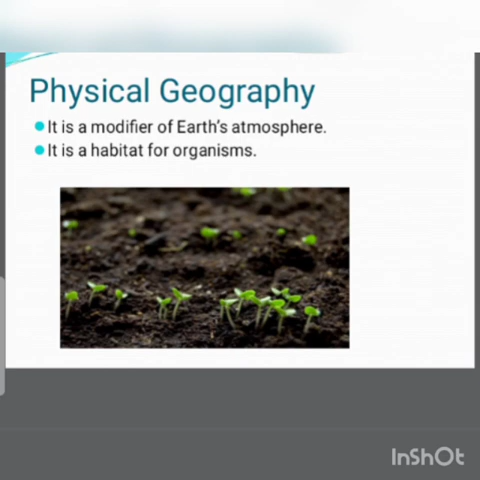 Physical Geography
It is a modifier of Earth's atmosphere.
It is a habitat for organisms.
InShOt